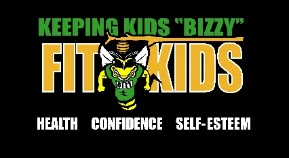 KEEPING KIDS "BIZZY"
FIT KIDS
HEALTH CONFIDENCE SELF-ESTEEM